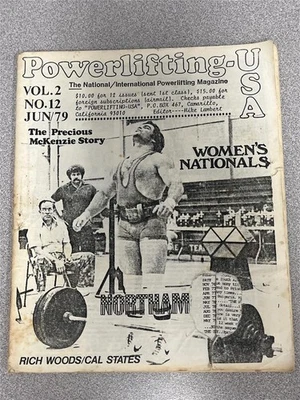 Powerlifting-USA
The National/International Powerlifting Magazine
VOL.2
NO.12
JUN/79
$10.00 for 12 issues (sent 1st class), $15.00 for
foreign subscriptions (airmail). Checks payable
to "POWERLIFTING-USA", P.O.BOX 467, Camarillo,
California 93010
Mike Lambert
The Precious
McKenzie Story
WOMEN'S
NATIONALS
NORTHAM
RICH WOODS/CAL STATES